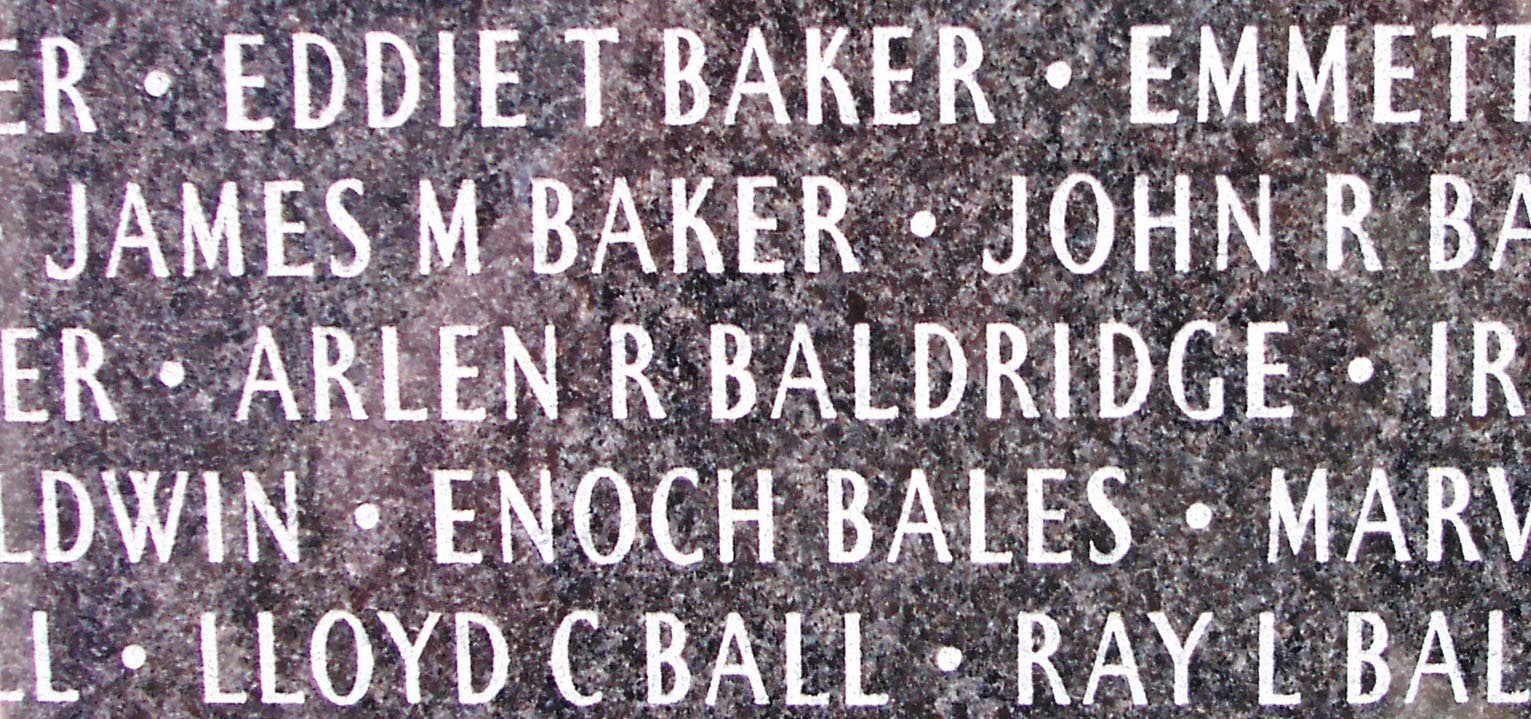 ER • EDDIE T BAKER • EMMETT
JAMES M BAKER • JOHN R BA
ER • ARLEN R BALDRIDGE • IR
LDWIN • ENOCH BALES • MARV
LL • LLOYD C BALL • RAY L BAL